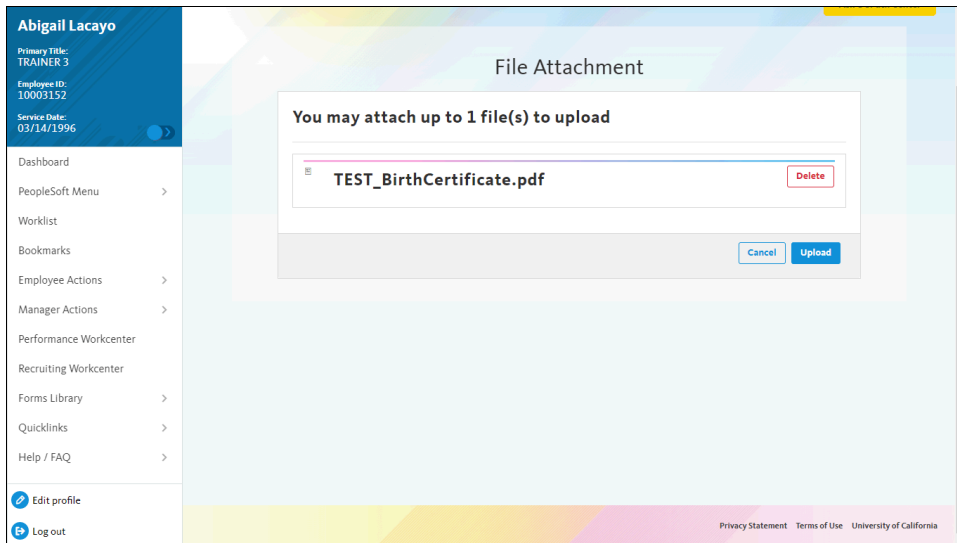 Abigail Lacayo
Primary Title:
TRAINER 3
Employee ID:
10003152
Service Date:
03/14/1996
Dashboard
PeopleSoft Menu
Worklist
Bookmarks
Employee Actions
Manager Actions
Performance Workcenter
Recruiting Workcenter
Forms Library
Quicklinks
Help / FAQ
Edit profile
Log out
File Attachment
You may attach up to 1 file(s) to upload
TEST_BirthCertificate.pdf
Delete
Cancel
Upload
Privacy Statement Terms of Use University of California